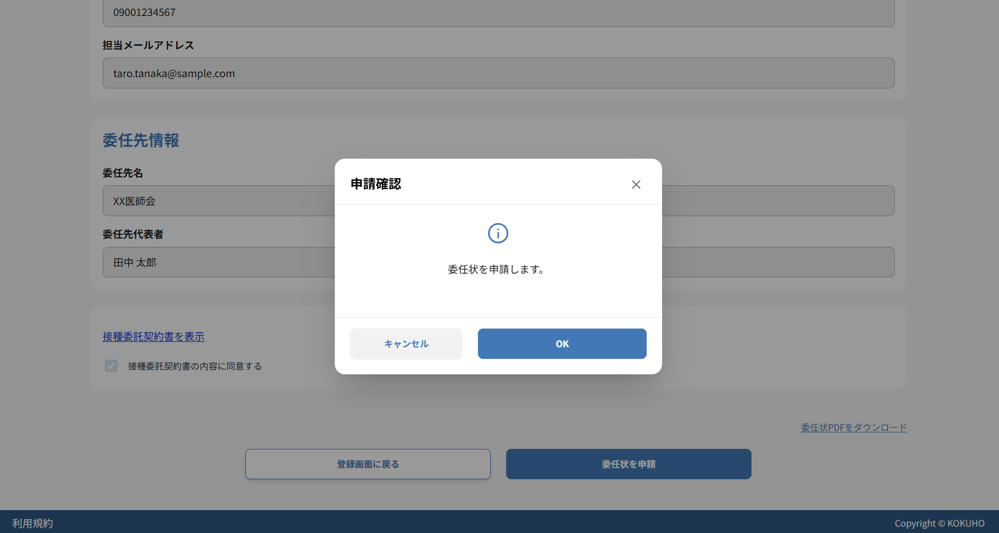 09001234567
担当メールアドレス
taro.tanaka@sample.com
委任先情報
委任先名
XX医師会
委任先代表者
田中 太郎
申請確認
委任状を申請します。
キャンセル
OK
接種委託契約書を表示
接種委託契約書の内容に同意する
委任状PDFをダウンロード
登録画面に戻る
委任状を申請
利用規約
Copyright © KOKUHO